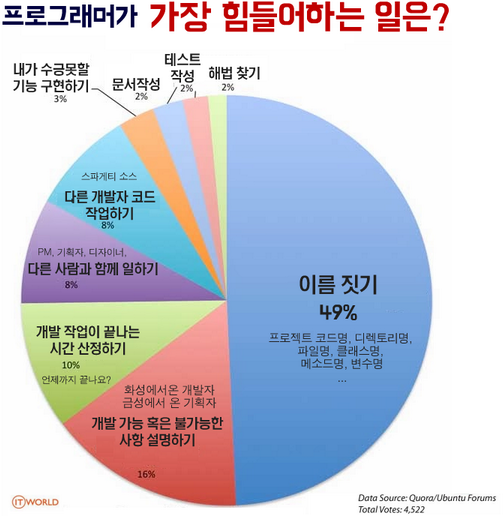 프로그래머가 가장 힘들어하는 일은?
내가 수긍못할
기능 구현하기
3%
문서작성
2%
테스트
작성
2%
해법 찾기
2%
스파게티 소스
다른 개발자 코드
작업하기
8%
PM, 기획자, 디자이너,
다른 사람과 함께 일하기
8%
이름 짓기
49%
프로젝트 코드명, 디렉토리명,
파일명, 클래스명,
메소드명, 변수명
...
개발 작업이 끝나는
시간 산정하기
10%
언제까지 끝나요?
화성에서온 개발자
금성에서 온 기획자
개발 가능 혹은 불가능한
사항 설명하기
16%
ITWORLD
Data Source: Quora/Ubuntu Forums
Total Votes: 4,522